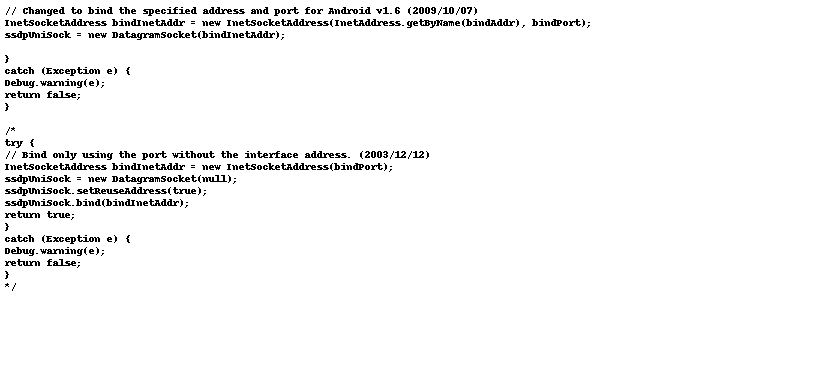 // Changed to bind the specified address and port for Android v1.6 (2009/10/07)
InetSocketAddress bindInetAddr = new InetSocketAddress(InetAddress.getByName(bindAddr), bindPort);
ssdpUniSock = new DatagramSocket(bindInetAddr);
}
catch (Exception e) {
Debug.warning(e);
return false;
}
/*
try {
// Bind only using the port without the interface address. (2003/12/12)
InetSocketAddress bindInetAddr = new InetSocketAddress(bindPort);
ssdpUniSock = new DatagramSocket(null);
ssdpUniSock.setReuseAddress(true);
ssdpUniSock.bind(bindInetAddr);
return true;
}
catch (Exception e) {
Debug.warning(e);
return false;
}
*/